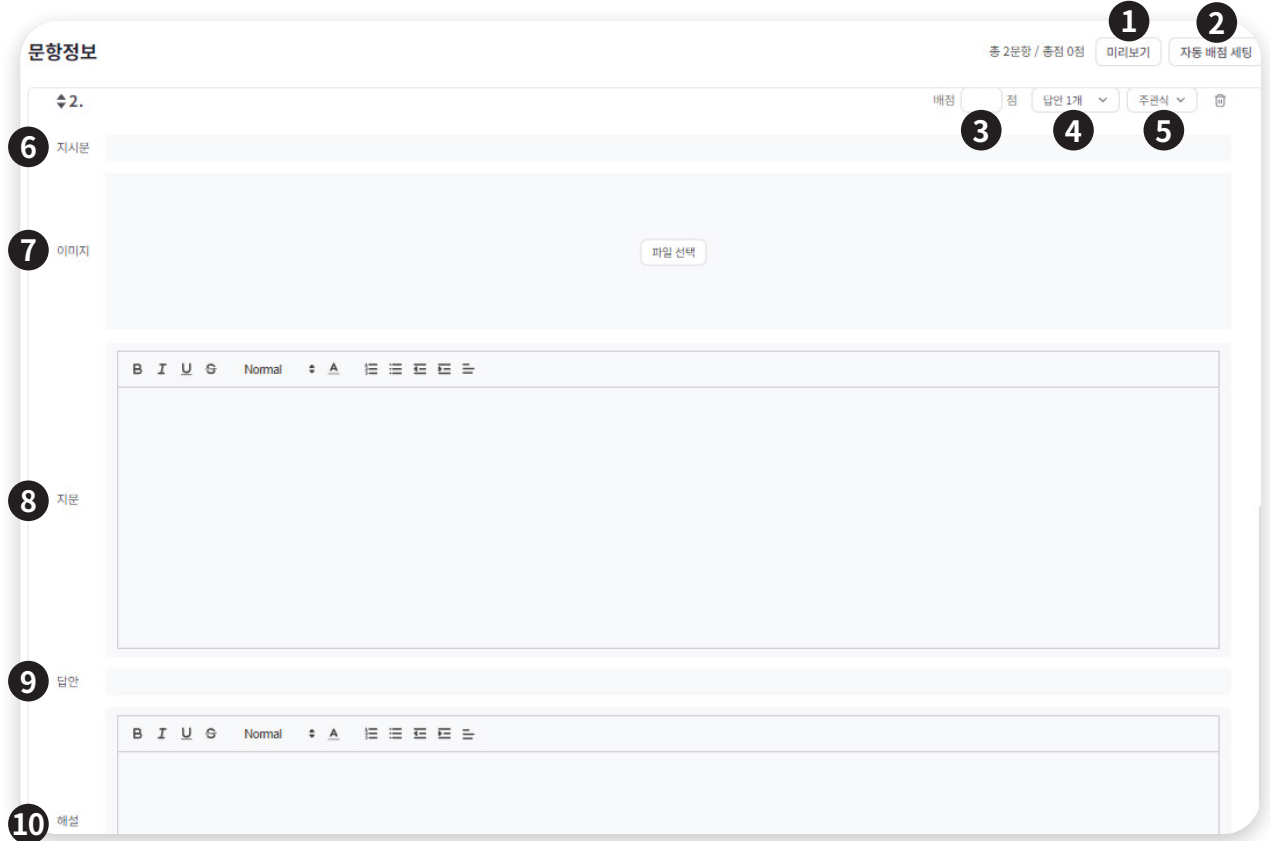 1 2
문항정보 총 2문항 / 총점 0점 미리보기 자동 배점 세팅
2. 배점 점 답안 1개 주관식
3 4 5
6 지시문
7 이미지 파일 선택
B I U S Normal A
8 지문
9 답안
B I U S Normal A
10 해설